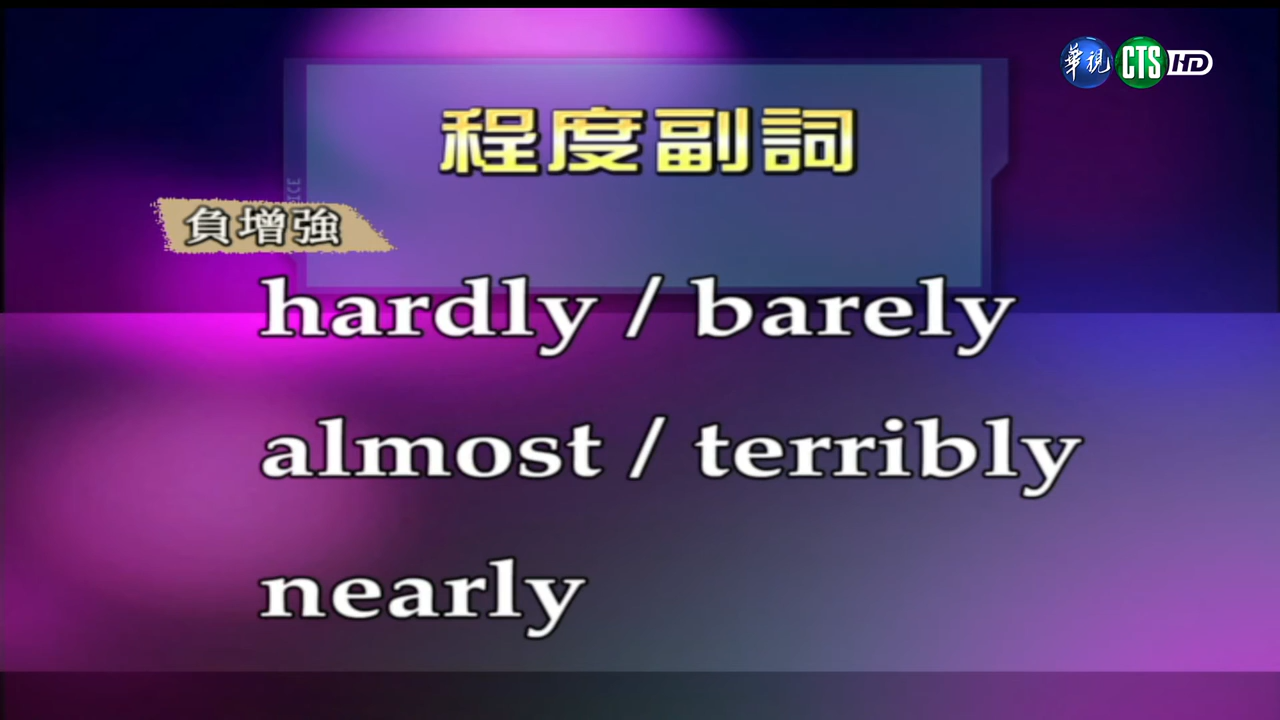 華視 CTS HD
程度副詞
負增強
hardly / barely
almost / terribly
nearly